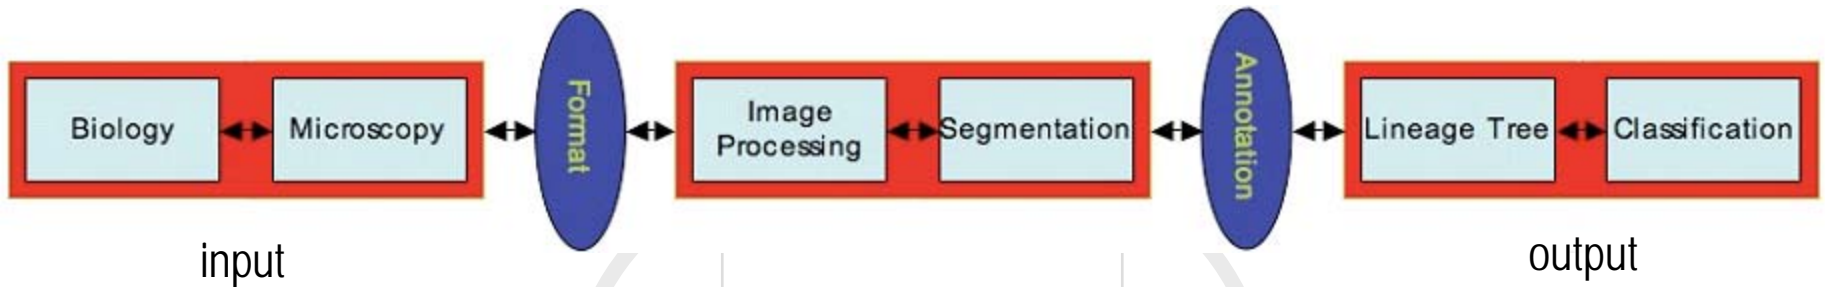 Biology
Microscopy
Format
Image
Processing
Segmentation
Annotation
Lineage Tree
Classification
input
output